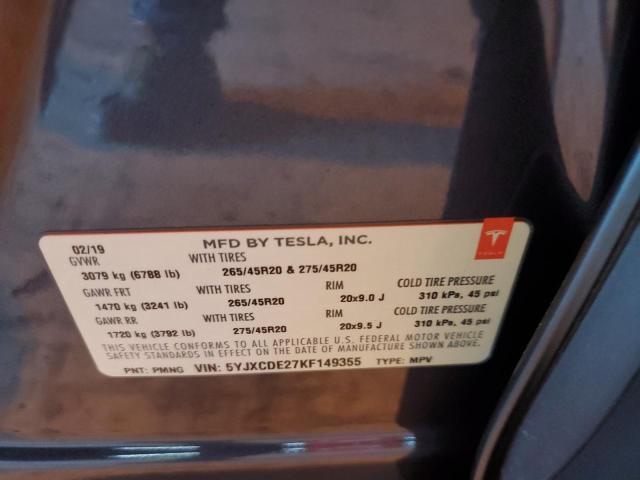 MFD BY TESLA, INC.
02/19
GVWR WITH TIRES
3079 kg (6788 lb) 265/45R20 & 275/45R20
GAWR FRT WITH TIRES RIM COLD TIRE PRESSURE
1470 kg (3241 lb) 265/45R20 20x9.0 J 310 kPa, 45 psi
GAWR RR WITH TIRES RIM COLD TIRE PRESSURE
1720 kg (3792 lb) 275/45R20 20x9.5 J 310 kPa, 45 psi
THIS VEHICLE CONFORMS TO ALL APPLICABLE U.S. FEDERAL MOTOR VEHICLE
SAFETY STANDARDS IN EFFECT ON THE DATE OF MANUFACTURE SHOWN ABOVE.
PNT: PMNG VIN: 5YJXCDE27KF149355 TYPE: MPV
TESLA